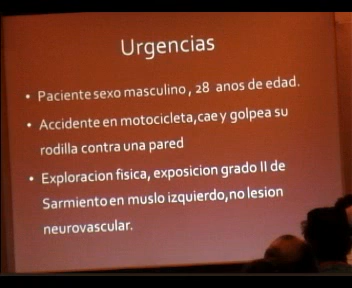 Urgencias
• Paciente sexo masculino, 28 anos de edad.
• Accidente en motocicleta,cae y golpea su
rodilla contra una pared
• Exploracion fisica, exposicion grado II de
Sarmiento en muslo izquierdo,no lesion
neurovascular.